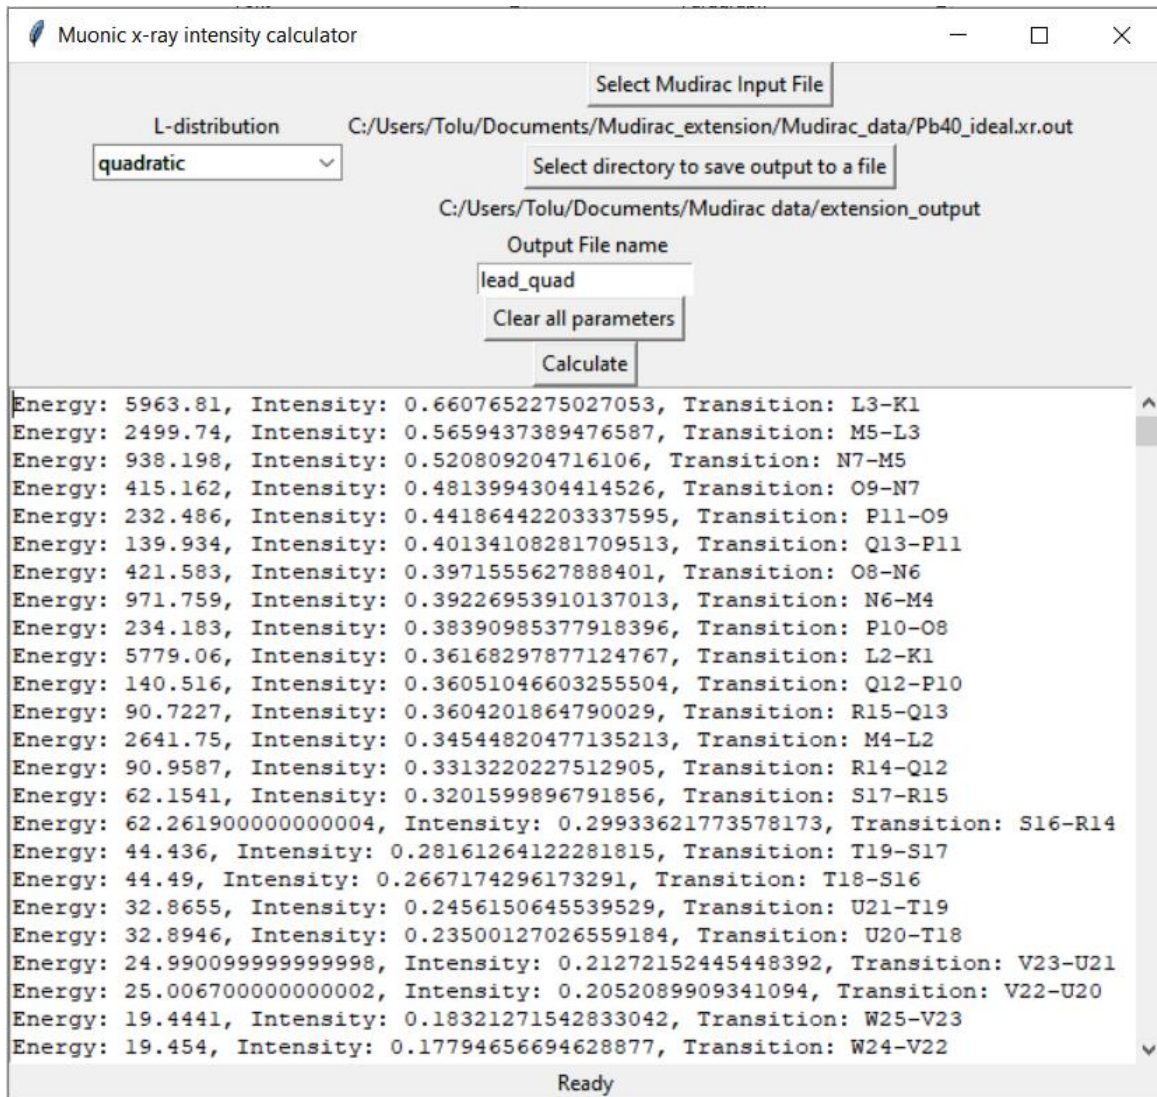 Muonic x-ray intensity calculator
Select Mudirac Input File
L-distribution
C:/Users/Tolu/Documents/Mudirac_extension/Mudirac_data/Pb40_ideal.xr.out
quadratic
Select directory to save output to a file
C:/Users/Tolu/Documents/Mudirac data/extension_output
Output File name
lead_quad
Clear all parameters
Calculate
Energy: 5963.81, Intensity: 0.6607652275027053, Transition: L3-K1
Energy: 2499.74, Intensity: 0.5659437389476587, Transition: M5-L3
Energy: 938.198, Intensity: 0.520809204716106, Transition: N7-M5
Energy: 415.162, Intensity: 0.4813994304414526, Transition: O9-N7
Energy: 232.486, Intensity: 0.44186442203337595, Transition: P11-O9
Energy: 139.934, Intensity: 0.40134108281709513, Transition: Q13-P11
Energy: 421.583, Intensity: 0.3971555627888401, Transition: O8-N6
Energy: 971.759, Intensity: 0.39226953910137013, Transition: N6-M4
Energy: 234.183, Intensity: 0.38390985377918396, Transition: P10-O8
Energy: 5779.06, Intensity: 0.36168297877124767, Transition: L2-K1
Energy: 140.516, Intensity: 0.36051046603255504, Transition: Q12-P10
Energy: 90.7227, Intensity: 0.3604201864790029, Transition: R15-Q13
Energy: 2641.75, Intensity: 0.34544820477135213, Transition: M4-L2
Energy: 90.9587, Intensity: 0.3313220227512905, Transition: R14-Q12
Energy: 62.1541, Intensity: 0.3201599896791856, Transition: S17-R15
Energy: 62.261900000000004, Intensity: 0.29933621773578173, Transition: S16-R14
Energy: 44.436, Intensity: 0.28161264122281815, Transition: T19-S17
Energy: 44.49, Intensity: 0.2667174296173291, Transition: T18-S16
Energy: 32.8655, Intensity: 0.2456150645539529, Transition: U21-T19
Energy: 32.8946, Intensity: 0.23500127026559184, Transition: U20-T18
Energy: 24.990099999999998, Intensity: 0.21272152445448392, Transition: V23-U21
Energy: 25.006700000000002, Intensity: 0.2052089909341094, Transition: V22-U20
Energy: 19.4441, Intensity: 0.18321271542833042, Transition: W25-V23
Energy: 19.454, Intensity: 0.17794656694628877, Transition: W24-V22
Ready